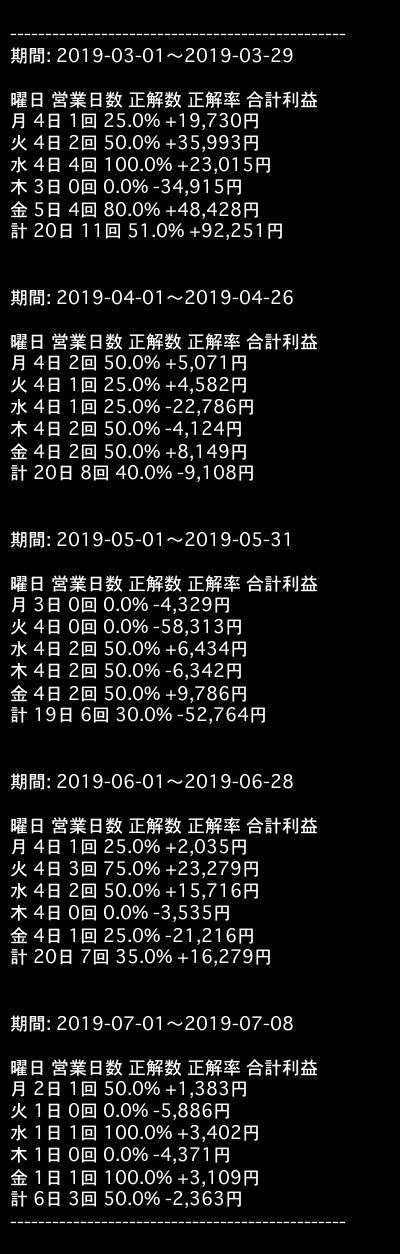 ------------------------------------------------
期間: 2019-03-01〜2019-03-29
曜日 営業日数 正解数 正解率 合計利益
月 4日 1回 25.0% +19,730円
火 4日 2回 50.0% +35,993円
水 4日 4回 100.0% +23,015円
木 3日 0回 0.0% -34,915円
金 5日 4回 80.0% +48,428円
計 20日 11回 51.0% +92,251円
期間: 2019-04-01〜2019-04-26
曜日 営業日数 正解数 正解率 合計利益
月 4日 2回 50.0% +5,071円
火 4日 1回 25.0% +4,582円
水 4日 1回 25.0% -22,786円
木 4日 2回 50.0% -4,124円
金 4日 2回 50.0% +8,149円
計 20日 8回 40.0% -9,108円
期間: 2019-05-01〜2019-05-31
曜日 営業日数 正解数 正解率 合計利益
月 3日 0回 0.0% -4,329円
火 4日 0回 0.0% -58,313円
水 4日 2回 50.0% +6,434円
木 4日 2回 50.0% -6,342円
金 4日 2回 50.0% +9,786円
計 19日 6回 30.0% -52,764円
期間: 2019-06-01〜2019-06-28
曜日 営業日数 正解数 正解率 合計利益
月 4日 1回 25.0% +2,035円
火 4日 3回 75.0% +23,279円
水 4日 2回 50.0% +15,716円
木 4日 0回 0.0% -3,535円
金 4日 1回 25.0% -21,216円
計 20日 7回 35.0% +16,279円
期間: 2019-07-01〜2019-07-08
曜日 営業日数 正解数 正解率 合計利益
月 2日 1回 50.0% +1,383円
火 1日 0回 0.0% -5,886円
水 1日 1回 100.0% +3,402円
木 1日 0回 0.0% -4,371円
金 1日 1回 100.0% +3,109円
計 6日 3回 50.0% -2,363円
------------------------------------------------